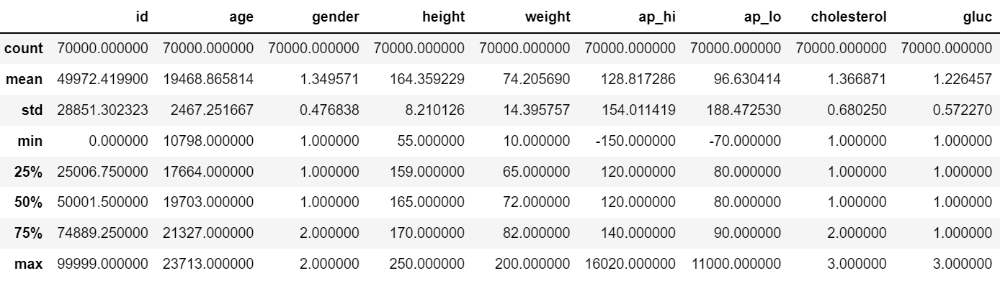 id age gender height weight ap_hi ap_lo cholesterol gluc
count 70000.000000 70000.000000 70000.000000 70000.000000 70000.000000 70000.000000 70000.000000 70000.000000 70000.000000
mean 49972.419900 19468.865814 1.349571 164.359229 74.205690 128.817286 96.630414 1.366871 1.226457
std 28851.302323 2467.251667 0.476838 8.210126 14.395757 154.011419 188.472530 0.680250 0.572270
min 0.000000 10798.000000 1.000000 55.000000 10.000000 -150.000000 -70.000000 1.000000 1.000000
25% 25006.750000 17664.000000 1.000000 159.000000 65.000000 120.000000 80.000000 1.000000 1.000000
50% 50001.500000 19703.000000 1.000000 165.000000 72.000000 120.000000 80.000000 1.000000 1.000000
75% 74889.250000 21327.000000 2.000000 170.000000 82.000000 140.000000 90.000000 2.000000 1.000000
max 99999.000000 23713.000000 2.000000 250.000000 200.000000 16020.000000 11000.000000 3.000000 3.000000